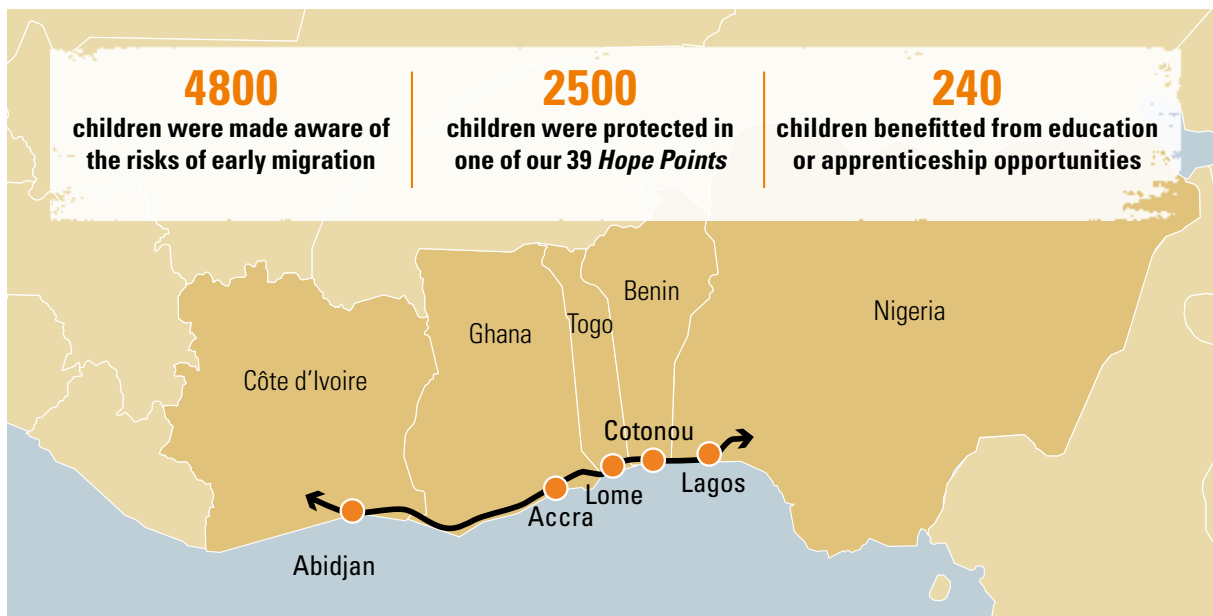 4800
children were made aware of
the risks of early migration
2500
children were protected in
one of our 39 Hope Points
240
children benefitted from education
or apprenticeship opportunities
Benin
Nigeria
Ghana
Togo
Côte d’Ivoire
Cotonou
Lagos
Lome
Accra
Abidjan